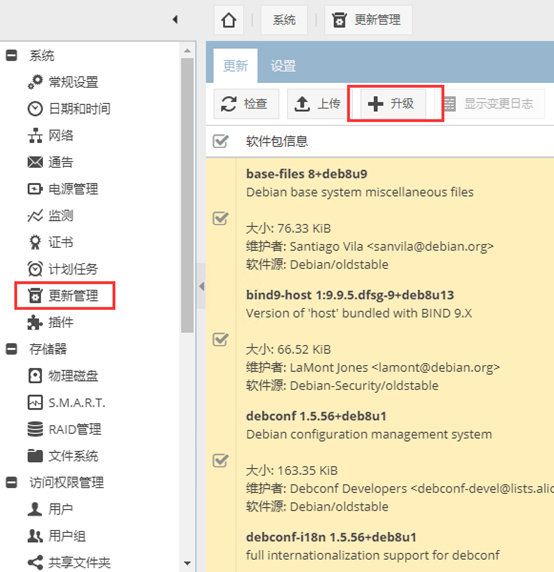 系统
更新管理
系统
常规设置
日期和时间
网络
通告
电源管理
监测
证书
计划任务
更新管理
插件
存储器
物理磁盘
S.M.A.R.T.
RAID管理
文件系统
访问权限管理
用户
用户组
共享文件夹
更新
设置
检查
上传
升级
显示变更日志
软件包信息
base-files 8+deb8u9
Debian base system miscellaneous files
大小: 76.33 KiB
维护者: Santiago Vila <sanvila@debian.org>
软件源: Debian/oldstable
bind9-host 1:9.9.5.dfsg-9+deb8u13
Version of 'host' bundled with BIND 9.X
大小: 66.52 KiB
维护者: LaMont Jones <lamont@debian.org>
软件源: Debian-Security/oldstable
debconf 1.5.56+deb8u1
Debian configuration management system
大小: 163.35 KiB
维护者: Debconf Developers <debconf-devel@lists.alio
软件源: Debian/oldstable
debconf-i18n 1.5.56+deb8u1
full internationalization support for debconf